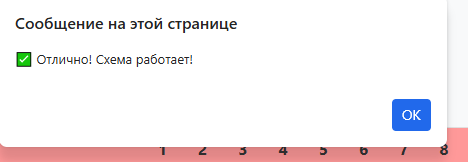 Сообщение на этой странице
✅ Отлично! Схема работает!
OK
1 2 3 4 5 6 7 8